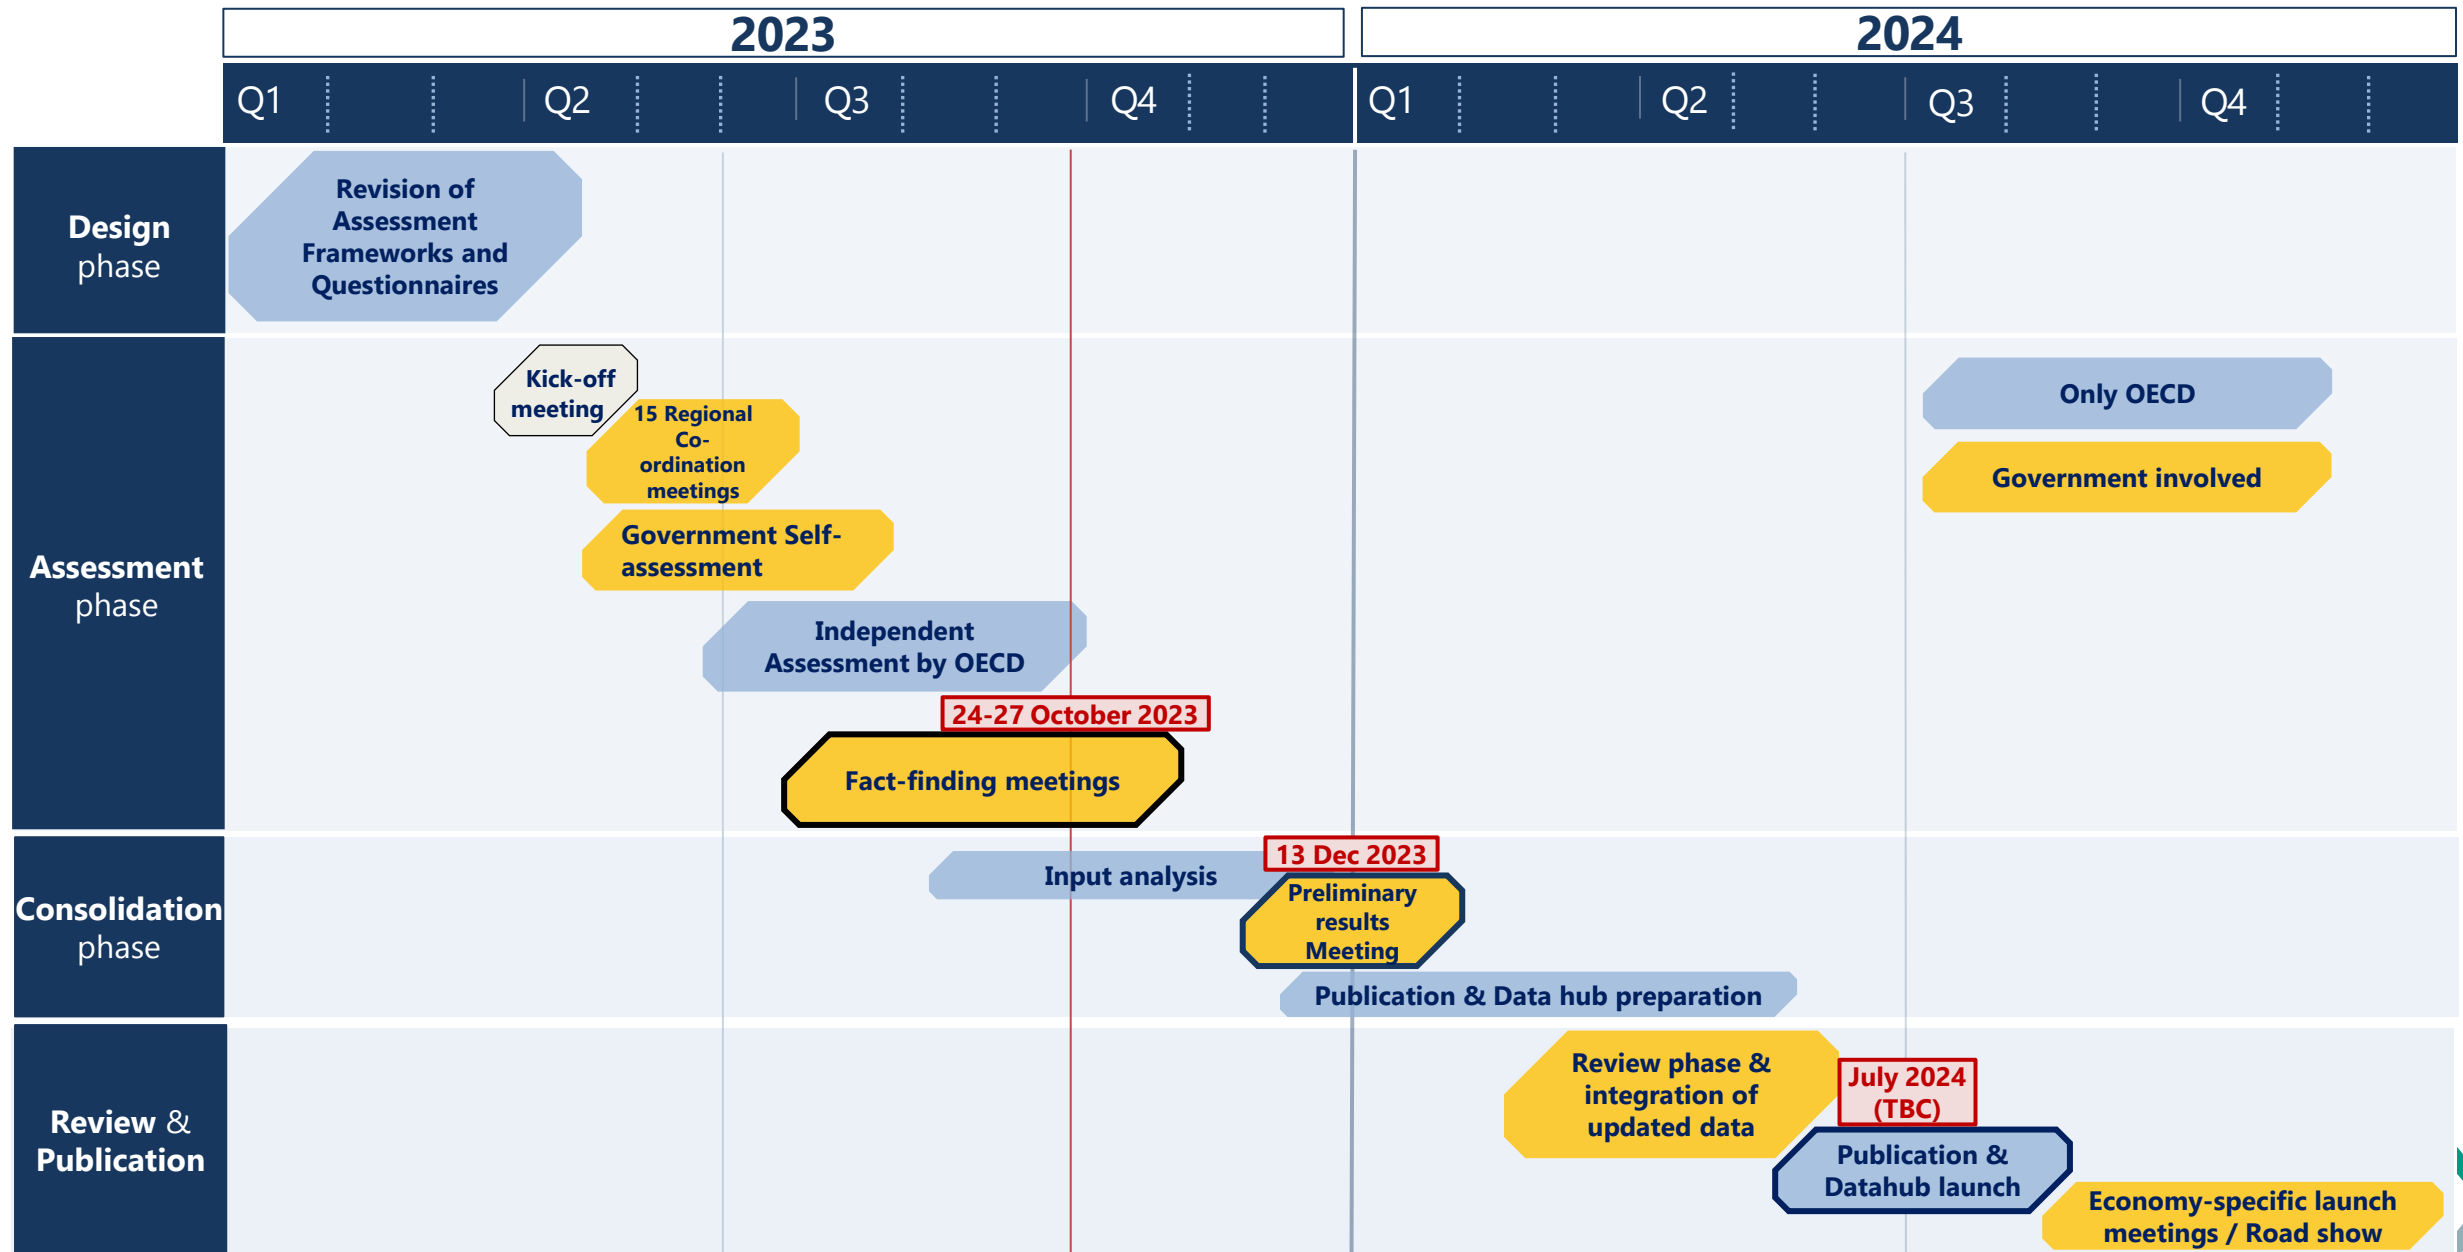 2023
2024
Q1
Q2
Q3
Q4
Q1
Q2
Q3
Q4
Design
phase
Revision of
Assessment
Frameworks and
Questionnaires
Assessment
phase
Kick-off
meeting
15 Regional
Co-
ordination
meetings
Government Self-
assessment
Independent
Assessment by OECD
24-27 October 2023
Fact-finding meetings
Only OECD
Government involved
Consolidation
phase
Input analysis
13 Dec 2023
Preliminary
results
Meeting
Publication & Data hub preparation
Review &
Publication
Review phase &
integration of
updated data
July 2024
(TBC)
Publication &
Datahub launch
Economy-specific launch
meetings / Road show